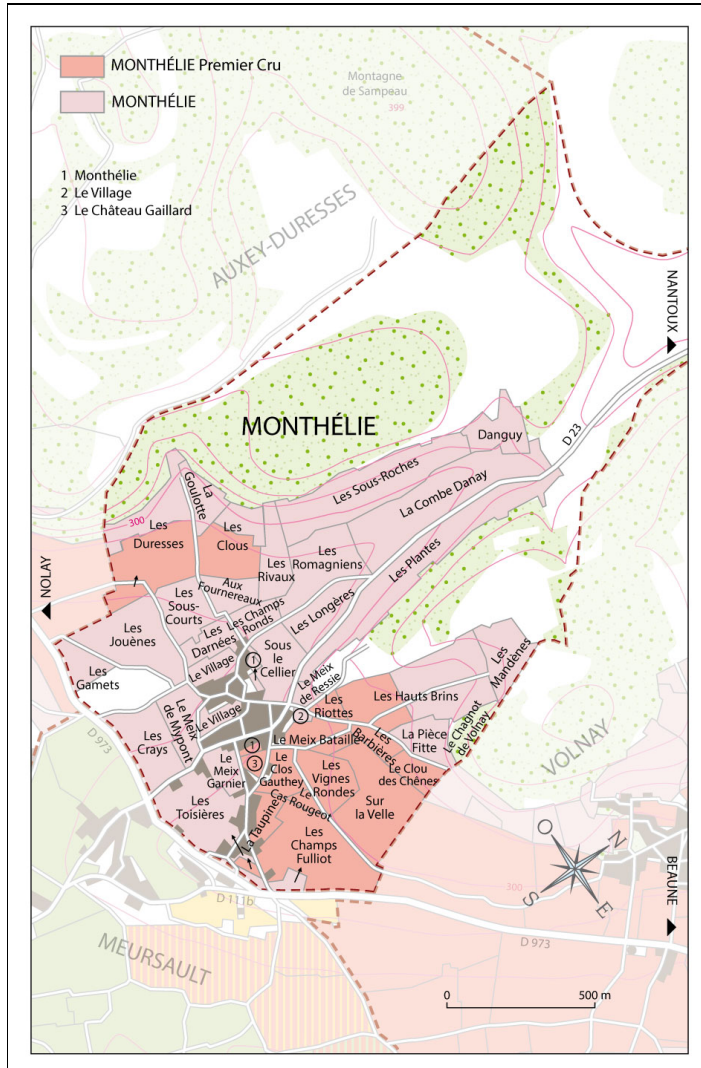 MONTHÉLIE Premier Cru
MONTHÉLIE
1 Monthélie
2 Le Village
3 Le Château Gaillard
Montagne
de Sampeau
399
AUXEY-DURESSES
NANTOUX
D 23
MONTHÉLIE
Danguy
Les Sous-Roches
La Combe Danay
La
Goulotte
300
Les
Duresses
Les
Clous
Les
Rivaux
Les
Romagniens
Les Plantes
NOLAY
Aux
Fournereaux
Les
Sous-
Courts
Les Champs
Ronds
Les
Darnées
Les Longères
Les
Jouènes
Le Village
Sous
le
Cellier
1
Le Meix
de Ressie
Les
Gamets
Les
Mandènes
Les Hauts Brins
Les
Riottes
2
Le Village
Le Meix
de Mypont
Les
Crays
Le Meix Bataille
Les
Barbières
La Pièce
Fitte
Le Chagnot
de Volnay
VOLNAY
D 973
1
3
Le
Meix
Garnier
Le
Clos
Gauthey
Les
Vignes
Rondes
Le Clou
des Chênes
Le
Cas Rougeot
Sur
la Velle
Les
Toisières
La Taupine
Les
Champs
Fulliot
O
N
S
E
300
BEAUNE
D 111b
D 973
MEURSAULT
0
500 m